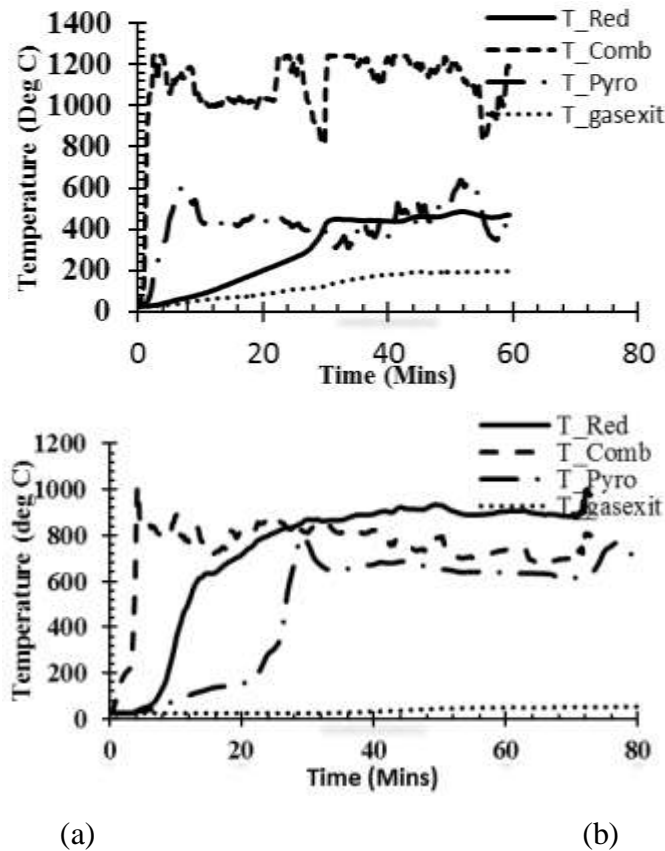 T_Red
T_Comb
T_Pyro
T_gasexit
Temperature (Deg C)
1400
1200
1000
800
600
400
200
0
0 20 40 60 80
Time (Mins)
T_Red
T_Comb
T_Pyro
T_gasexit
Temperature (deg C)
1200
1000
800
600
400
200
0
0 20 40 60 80
Time (Mins)
(a) (b)